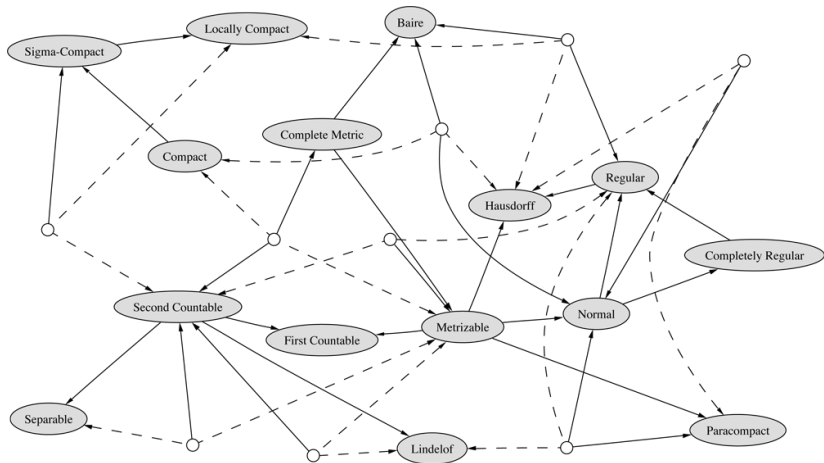 Baire
Locally Compact
Sigma-Compact
Complete Metric
Compact
Regular
Hausdorff
Completely Regular
Second Countable
Normal
Metrizable
First Countable
Separable
Paracompact
Lindelof